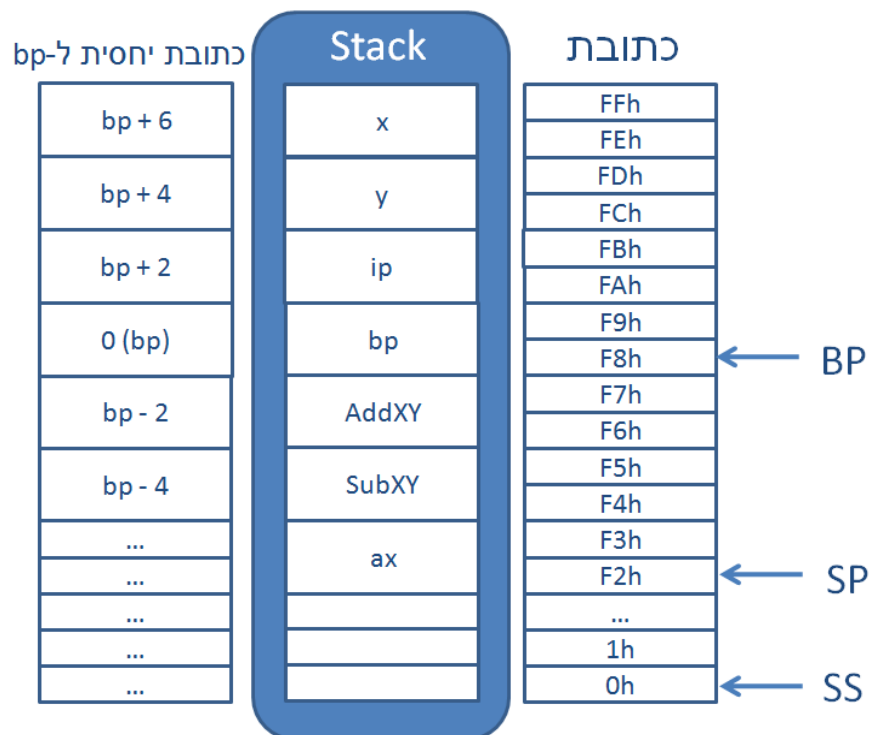 כתובת יחסית ל-bp
bp + 6
bp + 4
bp + 2
0 (bp)
bp - 2
bp - 4
...
...
...
...
...
Stack
x
y
ip
bp
AddXY
SubXY
ax
כתובת
FFh
FEh
FDh
FCh
FBh
FAh
F9h
F8h
F7h
F6h
F5h
F4h
F3h
F2h
...
1h
0h
BP
SP
SS